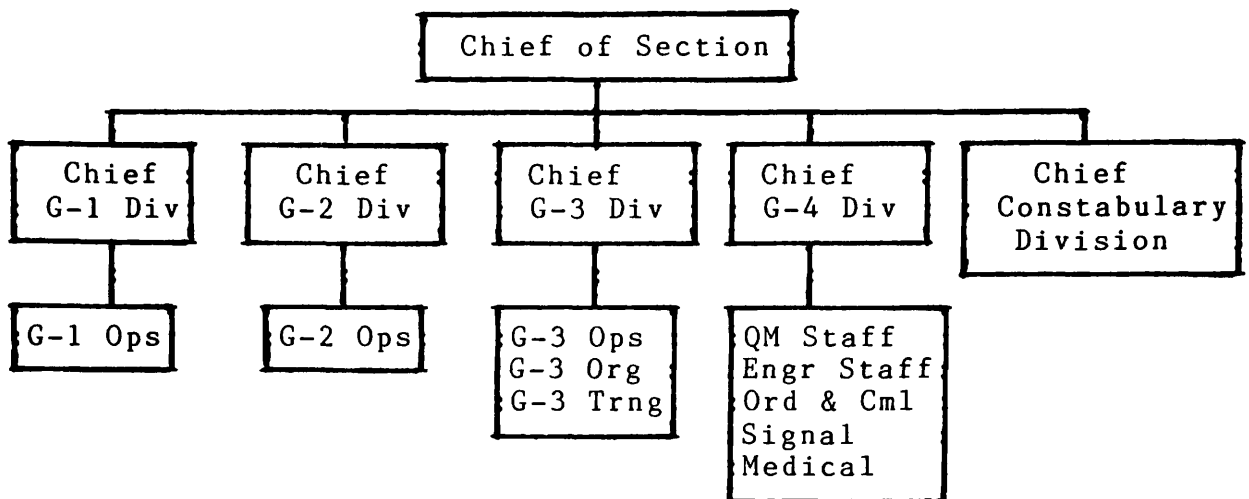 Chief of Section
Chief
G-1 Div
Chief
G-2 Div
Chief
G-3 Div
Chief
G-4 Div
Chief
Constabulary
Division
G-1 Ops
G-2 Ops
G-3 Ops
G-3 Org
G-3 Trng
QM Staff
Engr Staff
Ord & Cml
Signal
Medical